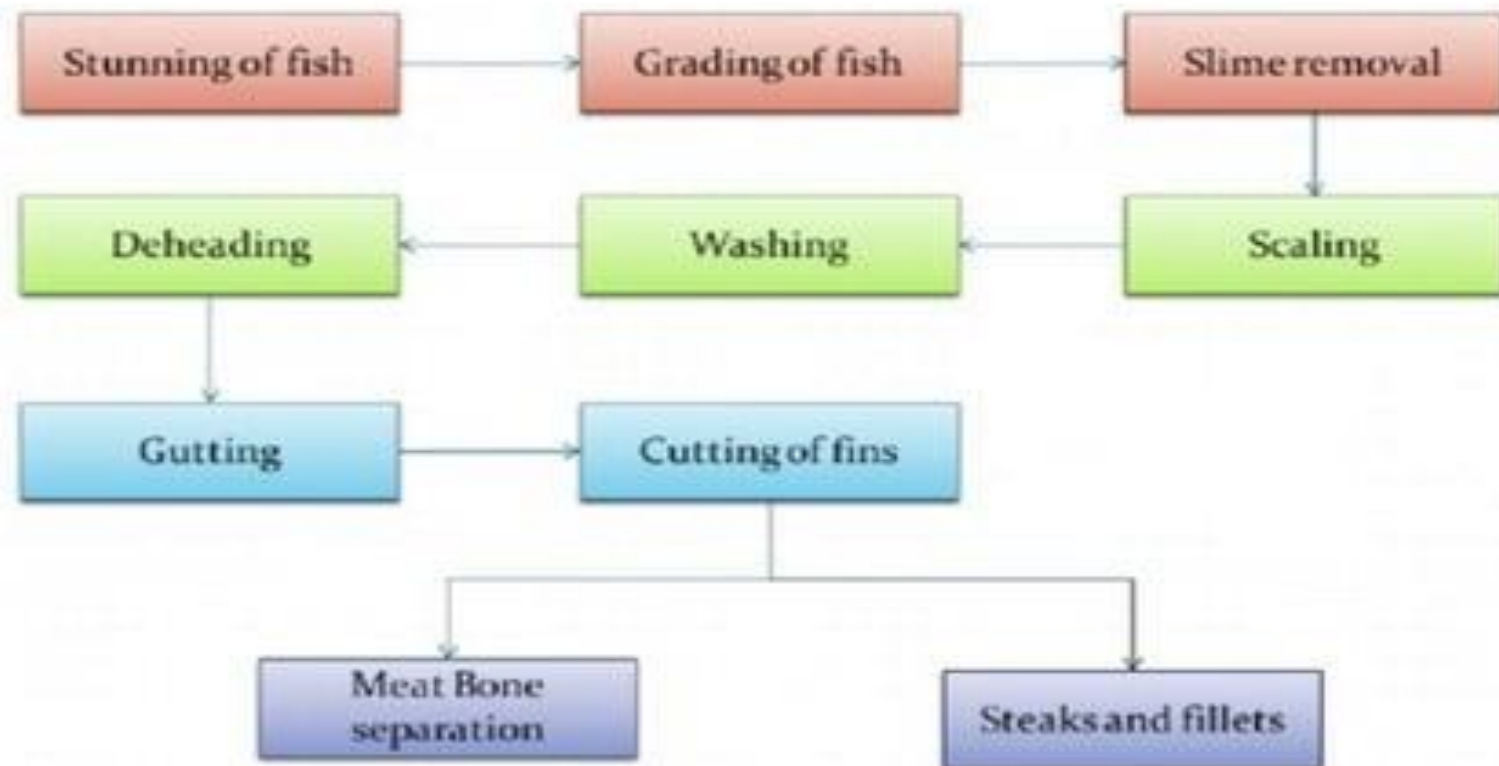 Stunning of fish
Grading of fish
Slime removal
Scaling
Washing
Deheading
Gutting
Cutting of fins
Meat Bone
separation
Steaks and fillets